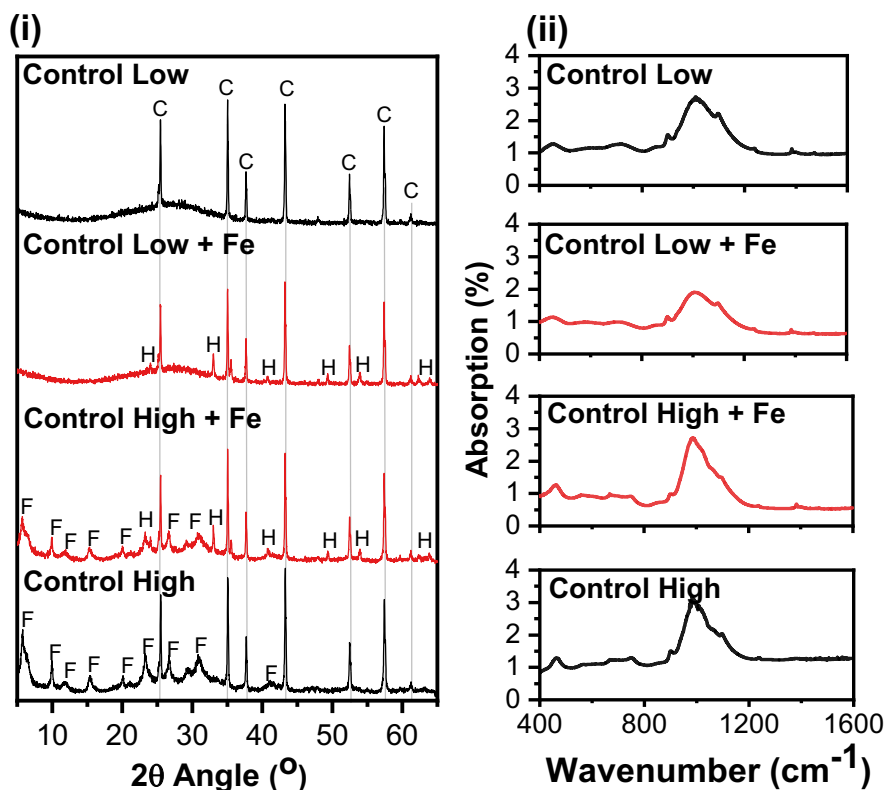 (i)
Control Low
C C C C C C C
Control Low + Fe
H H H H H H
Control High + Fe
F F F F F H F F H H H H H
Control High
F F F F F F F F F
10 20 30 40 50 60
2θ Angle (°)
(ii)
Absorption (%)
4
3
2
1
0
Control Low
4
3
2
1
0
Control Low + Fe
4
3
2
1
0
Control High + Fe
4
3
2
1
0
Control High
400 800 1200 1600
Wavenumber (cm⁻¹)